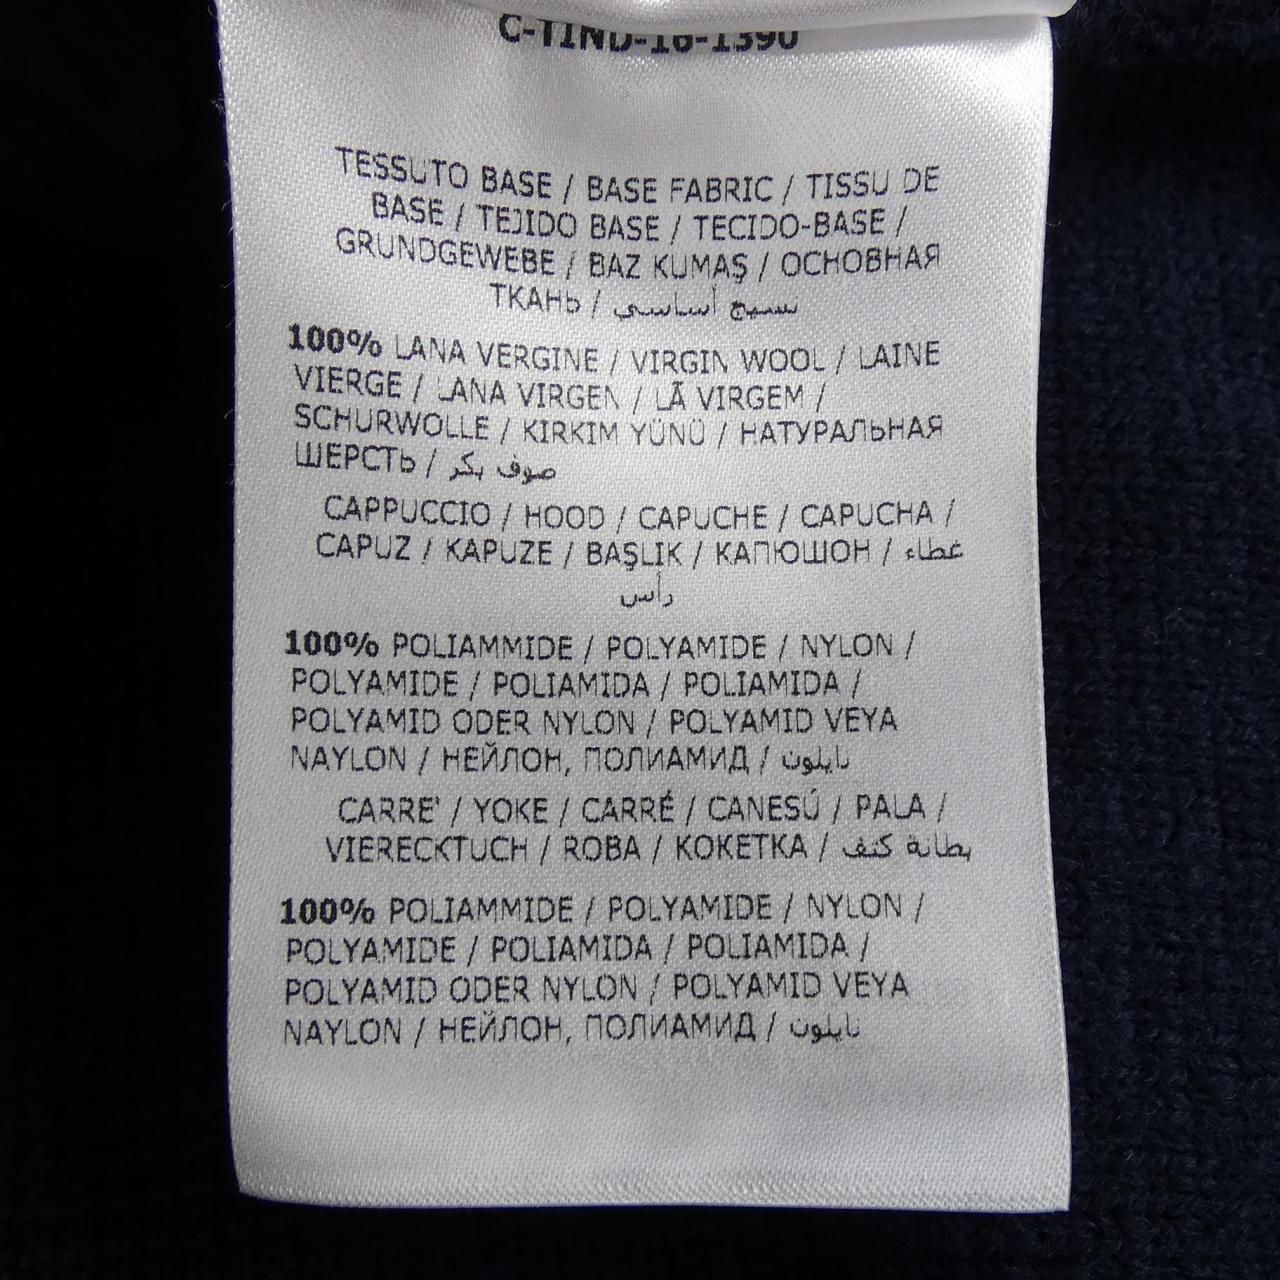 C-TIND-16-1390
TESSUTO BASE / BASE FABRIC / TISSU DE
BASE / TEJIDO BASE / TECIDO-BASE /
GRUNDGEWEBE / BAZ KUMAŞ / ОСНОВНАЯ
ТКАНЬ / نسيج أساسي
100% LANA VERGINE / VIRGIN WOOL / LAINE
VIERGE / LANA VIRGEN / LÃ VIRGEM /
SCHURWOLLE / KIRKIM YÜNÜ / НАТУРАЛЬНАЯ
ШЕРСТЬ / صوف بكر
CAPPUCCIO / HOOD / CAPUCHE / CAPUCHA /
CAPUZ / KAPUZE / BAŞLIK / КАПЮШОН / غطاء
رأس
100% POLIAMMIDE / POLYAMIDE / NYLON /
POLYAMIDE / POLIAMIDA / POLIAMIDA /
POLYAMID ODER NYLON / POLYAMID VEYA
NAYLON / НЕЙЛОН, ПОЛИАМИД / نايلون
CARRE' / YOKE / CARRÉ / CANESÚ / PALA /
VIERECKTUCH / ROBA / КОКЕТКА / بطانة كتف
100% POLIAMMIDE / POLYAMIDE / NYLON /
POLYAMIDE / POLIAMIDA / POLIAMIDA /
POLYAMID ODER NYLON / POLYAMID VEYA
NAYLON / НЕЙЛОН, ПОЛИАМИД / نايلون